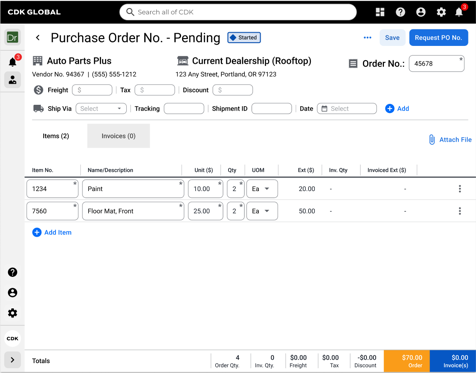 CDK GLOBAL
Search all of CDK
3
Dr
Purchase Order No. - Pending
Started
Save
Request PO No.
3
Auto Parts Plus
Vendor No. 94367 | (555) 555-1212
Current Dealership (Rooftop)
123 Any Street, Portland, OR 97123
Order No.: 45678
Freight $ Tax $ Discount $
Ship Via Select Tracking Shipment ID Date Select Add
Items (2)
Invoices (0)
Attach File
Item No. Name/Description Unit ($) Qty UOM Ext ($) Inv. Qty Invoiced Ext ($)
1234 Paint 10.00 2 Ea 20.00 - -
7560 Floor Mat, Front 25.00 2 Ea 50.00 - -
Add Item
CDK
Totals
4 Order Qty.
0 Inv. Qty.
$0.00 Freight
$0.00 Tax
-$0.00 Discount
$70.00 Order
$0.00 Invoice(s)